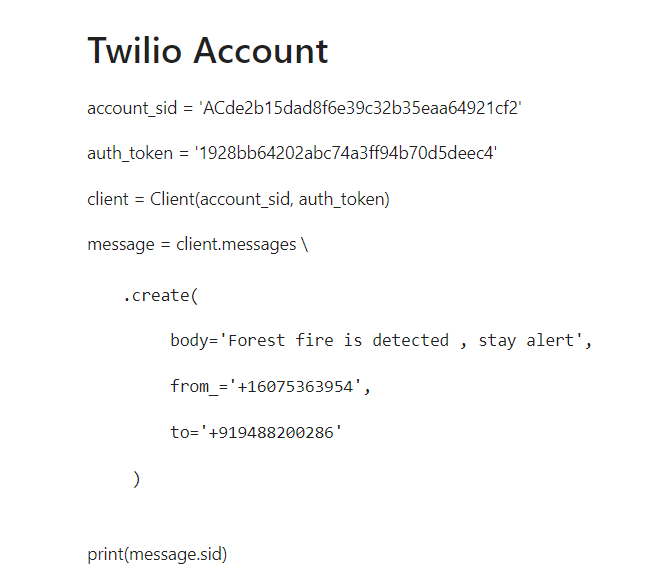 Twilio Account
account_sid = 'ACde2b15dad8f6e39c32b35eaa64921cf2'
auth_token = '1928bb64202abc74a3ff94b70d5deec4'
client = Client(account_sid, auth_token)
message = client.messages \
.create(
body='Forest fire is detected , stay alert',
from_='+16075363954',
to='+919488200286'
)
print(message.sid)